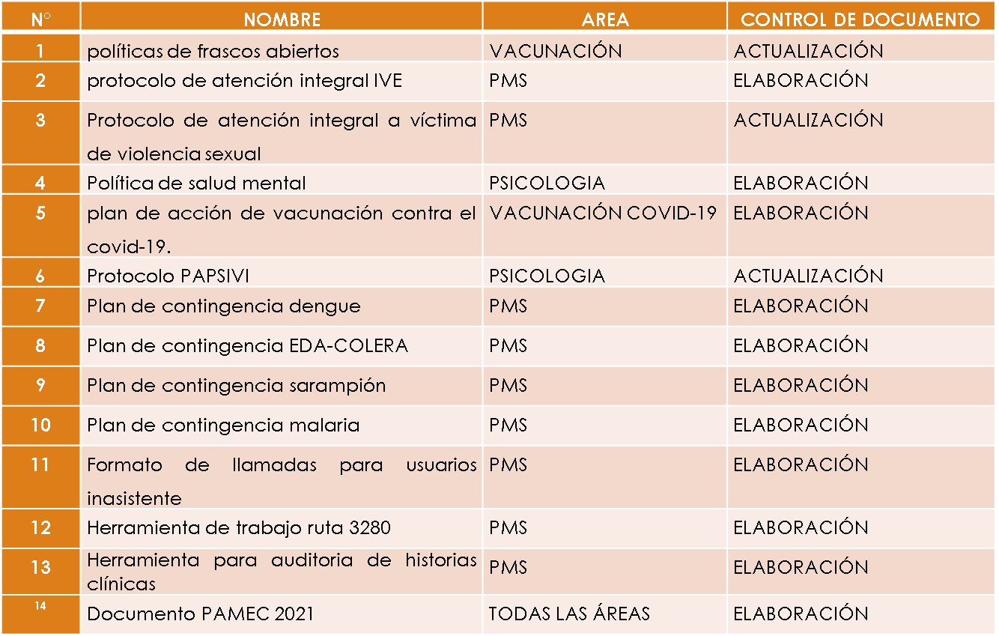 N° NOMBRE AREA CONTROL DE DOCUMENTO
1 políticas de frascos abiertos VACUNACIÓN ACTUALIZACIÓN
2 protocolo de atención integral IVE PMS ELABORACIÓN
3 Protocolo de atención integral a víctima PMS ACTUALIZACIÓN
de violencia sexual
4 Política de salud mental PSICOLOGIA ELABORACIÓN
5 plan de acción de vacunación contra el VACUNACIÓN COVID-19 ELABORACIÓN
covid-19.
6 Protocolo PAPSIVI PSICOLOGIA ACTUALIZACIÓN
7 Plan de contingencia dengue PMS ELABORACIÓN
8 Plan de contingencia EDA-COLERA PMS ELABORACIÓN
9 Plan de contingencia sarampión PMS ELABORACIÓN
10 Plan de contingencia malaria PMS ELABORACIÓN
11 Formato de llamadas para usuarios PMS ELABORACIÓN
inasistente
12 Herramienta de trabajo ruta 3280 PMS ELABORACIÓN
13 Herramienta para auditoria de historias PMS ELABORACIÓN
clínicas
14 Documento PAMEC 2021 TODAS LAS ÁREAS ELABORACIÓN